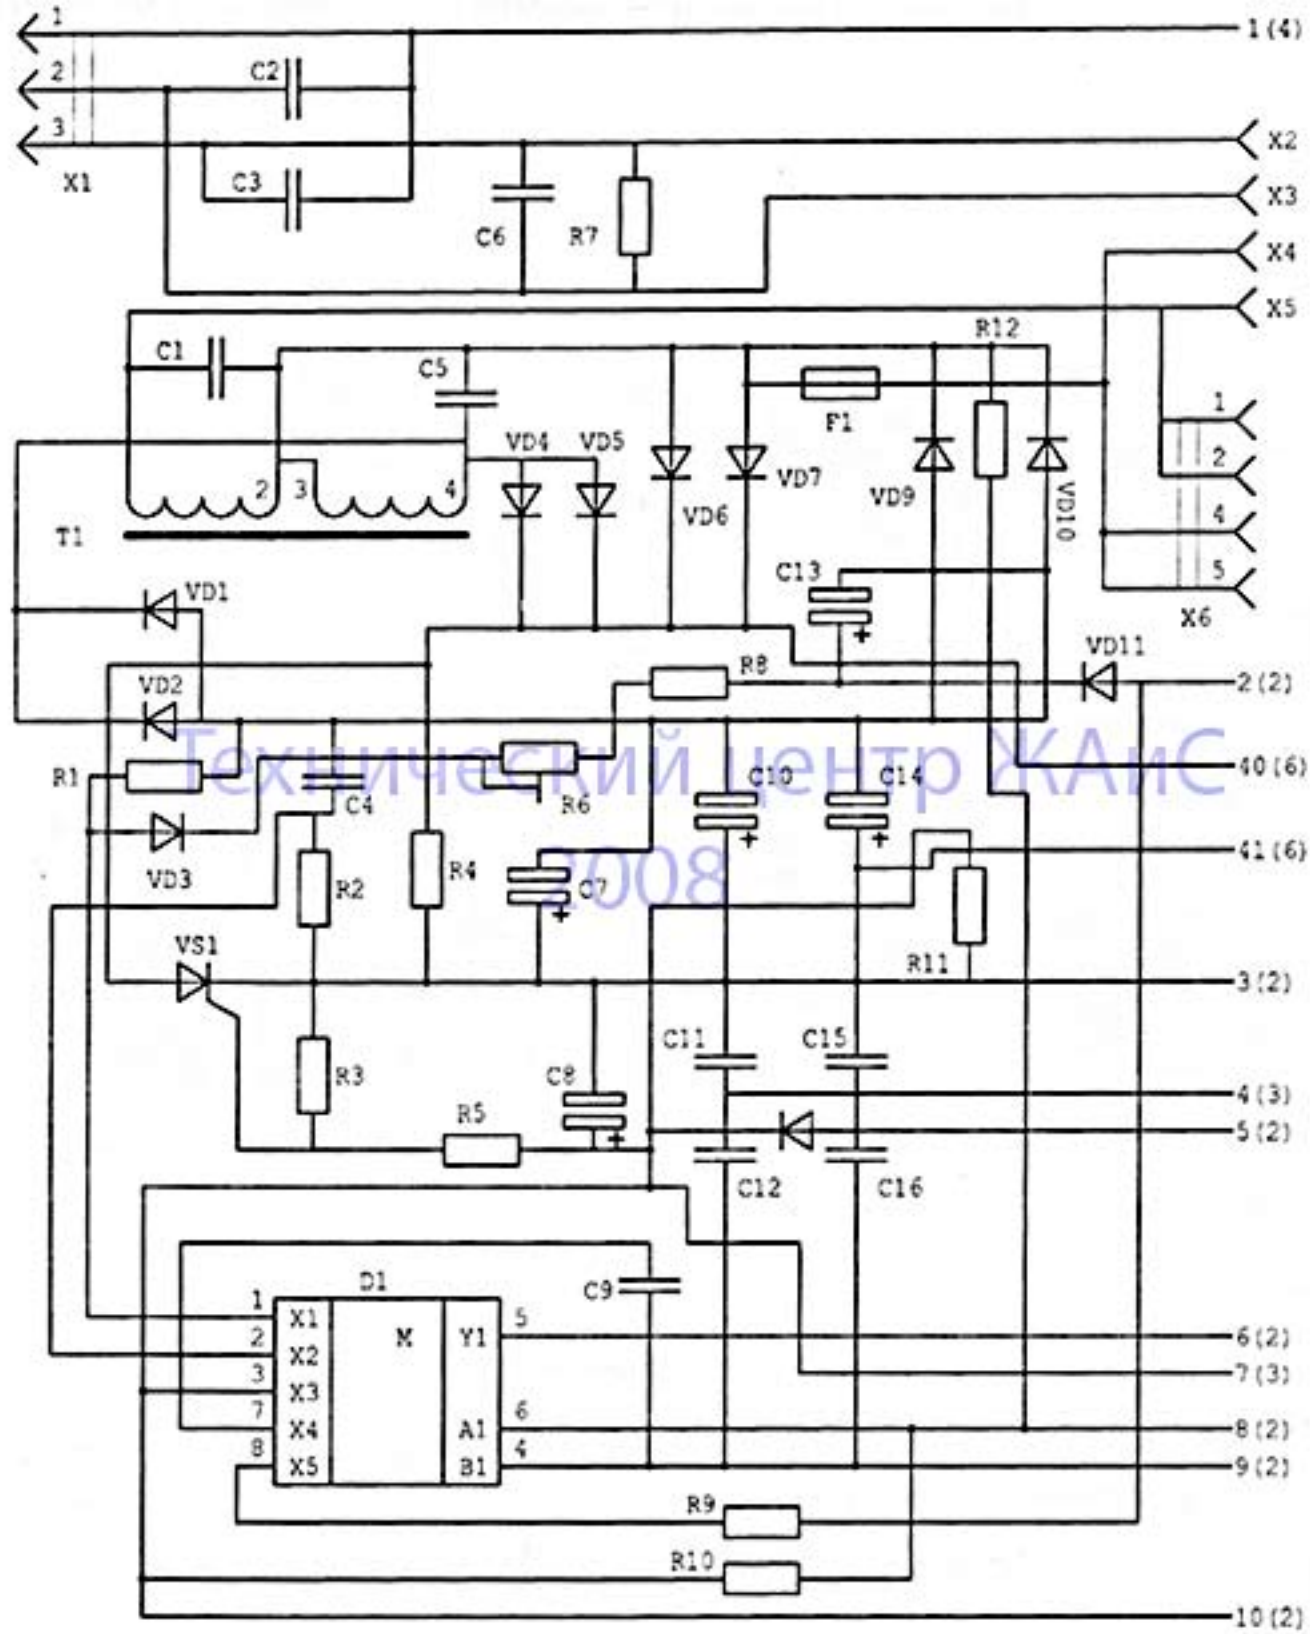 1
1(4)
2
C2
3
X2
X1
C3
X3
C6
R7
X4
X5
R12
C1
C5
F1
1
VD4
VD5
2
2
3
4
VD6
VD7
VD9
VD10
4
T1
5
C13
+
X6
VD1
VD11
R8
VD2
2(2)
Технический центр ЖАиС
R1
C4
R6
C10
C14
40(6)
+
+
41(6)
VD3
R2
R4
C7
2008
+
VS1
R11
3(2)
C11
C15
R3
C8
4(3)
R5
+
5(2)
C12
C16
D1
C9
1
X1
M
Y1
5
6(2)
2
X2
3
X3
7(3)
7
X4
A1
6
8(2)
8
X5
B1
4
9(2)
R9
R10
10(2)